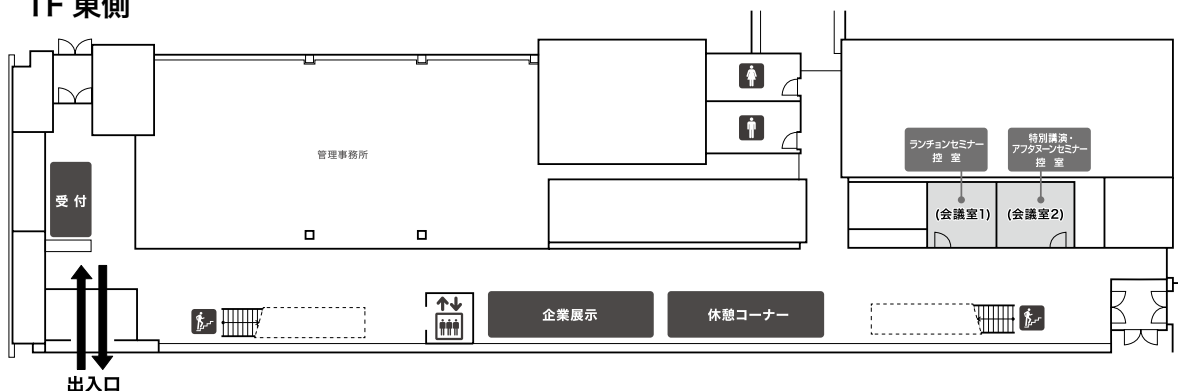 1F 東側
管理事務所
ランチョンセミナー
控 室
特別講演・
アフタヌーンセミナー
控 室
受 付
(会議室1)
(会議室2)
企業展示
休憩コーナー
出入口